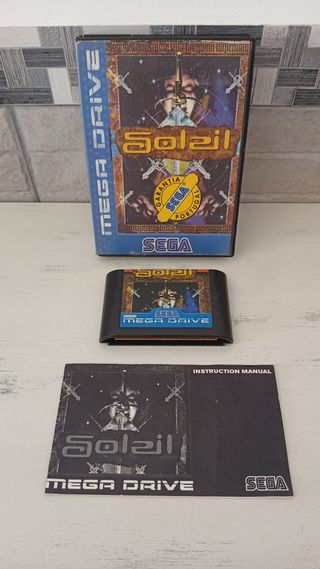 MEGA DRIVE
Soleil
GARANTIA
SEGA
PORTUGAL
SEGA
Soleil
SEGA
MEGA DRIVE
INSTRUCTION MANUAL
Soleil
MEGA DRIVE
SEGA